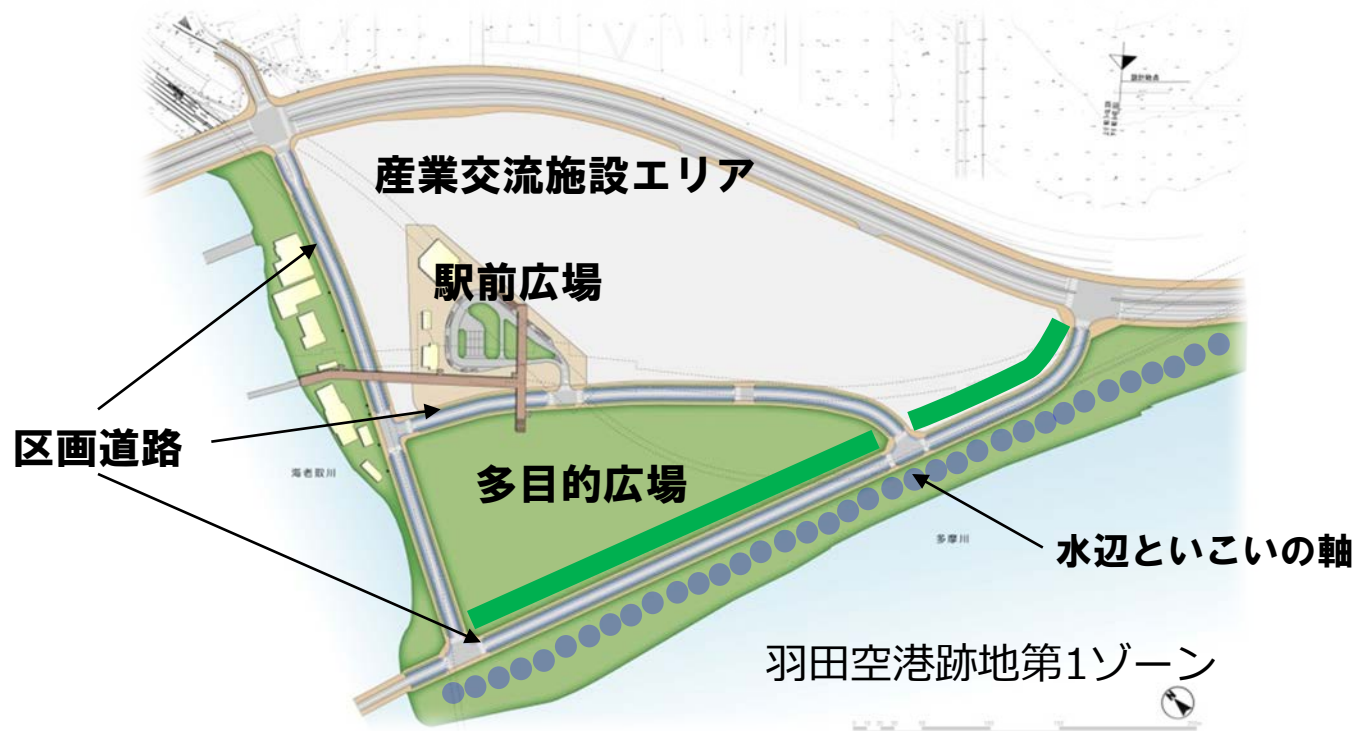 産業交流施設エリア
駅前広場
区画道路
海老取川
多目的広場
多摩川
水辺といこいの軸
羽田空港跡地第1ゾーン